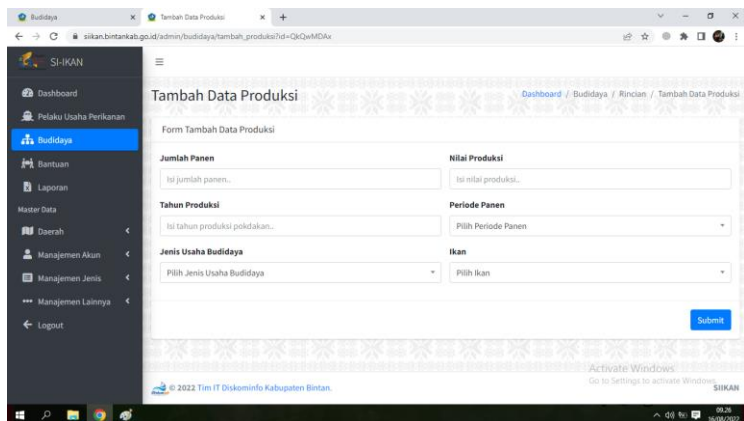 Budidaya
Tambah Data Produksi
siikan.bintankab.go.id/admin/budidaya/tambah_produksi?id=QkQwMDAx
SI-IKAN
Dashboard
Pelaku Usaha Perikanan
Budidaya
Bantuan
Laporan
Master Data
Daerah
Manajemen Akun
Manajemen Jenis
Manajemen Lainnya
Logout
Tambah Data Produksi
Dashboard / Budidaya / Rincian / Tambah Data Produksi
Form Tambah Data Produksi
Jumlah Panen
Nilai Produksi
Isi jumlah panen..
Isi nilai produksi..
Tahun Produksi
Periode Panen
Isi tahun produksi pokdakan..
Pilih Periode Panen
Jenis Usaha Budidaya
Ikan
Pilih Jenis Usaha Budidaya
Pilih Ikan
Submit
Activate Windows
Go to Settings to activate Windows.
© 2022 Tim IT Diskominfo Kabupaten Bintan.
SIIKAN
09.26
16/08/2022